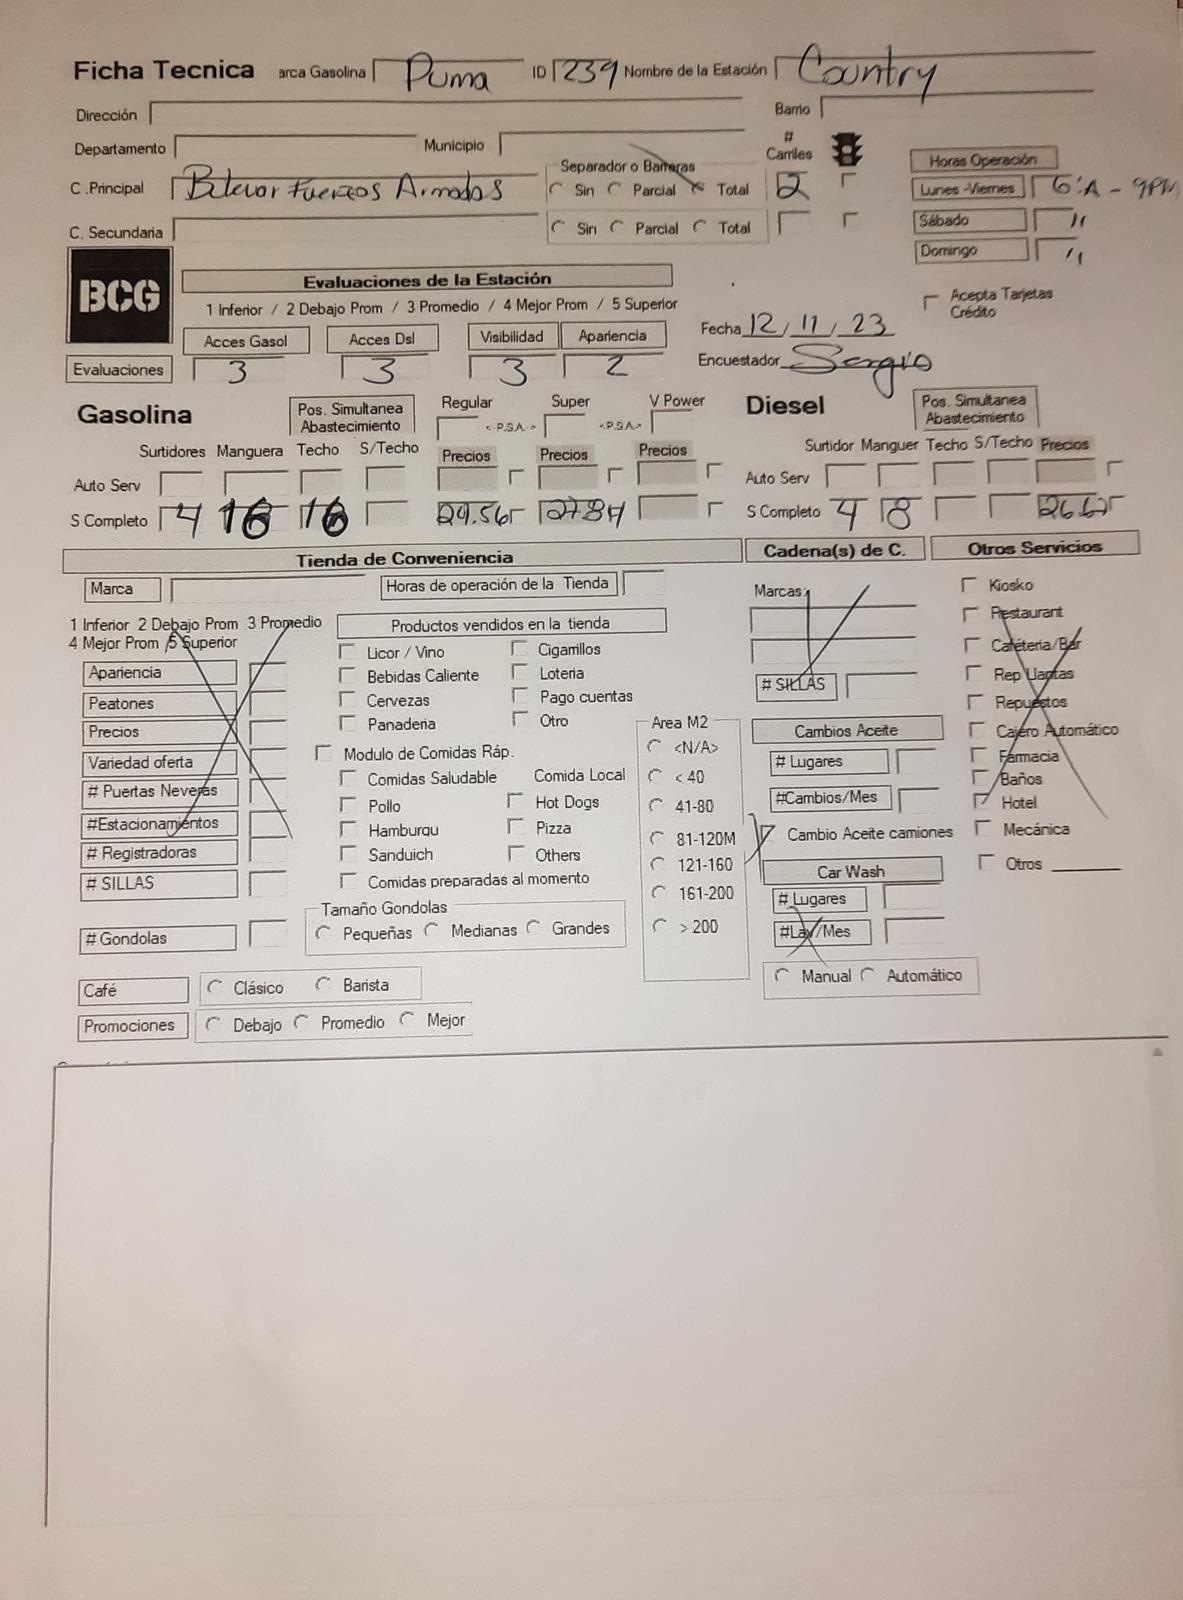 Ficha Tecnica arca Gasolina Puma ID 239 Nombre de la Estación Country
Dirección Barrio
Departamento Municipio # Carriles
Separador o Barreras Horas Operación
C .Principal Bulevar Fuerzas Armadas Sin Parcial Total 2 Lunes -Viernes 6:A - 9PM
C. Secundaria Sin Parcial Total Sábado "
Domingo "
BCG
Evaluaciones de la Estación
1 Inferior / 2 Debajo Prom / 3 Promedio / 4 Mejor Prom / 5 Superior Acepta Tarjetas Crédito
Acces Gasol Acces Dsl Visibilidad Apariencia Fecha 12/11/23
Evaluaciones 3 3 3 2 Encuestador Sergio
Gasolina Pos. Simultanea Abastecimiento Regular <-P.S.A.-> Super <-P.S.A.-> V Power Diesel Pos. Simultanea Abastecimiento
Surtidores Manguera Techo S/Techo Precios Precios Precios Surtidor Manguer Techo S/Techo Precios
Auto Serv Auto Serv
S Completo 4 16 16 27.84 S Completo 4 8
Tienda de Conveniencia Cadena(s) de C. Otros Servicios
Marca Horas de operación de la Tienda Marcas Kiosko
1 Inferior 2 Debajo Prom 3 Promedio Productos vendidos en la tienda Restaurant
4 Mejor Prom /5 Superior Licor / Vino Cigarrillos Cafeteria/Bar
Apariencia Bebidas Caliente Loteria # SILLAS Rep Llantas
Peatones Cervezas Pago cuentas Repuestos
Precios Panaderia Otro Area M2 Cambios Aceite Cajero Automático
Variedad oferta Modulo de Comidas Ráp. <N/A> # Lugares Farmacia
# Puertas Neveras Comidas Saludable Comida Local < 40 #Cambios/Mes Baños
#Estacionamientos Pollo Hot Dogs 41-80 Hotel
# Registradoras Hamburgu Pizza 81-120M Cambio Aceite camiones Mecánica
# SILLAS Sanduich Others 121-160 Car Wash Otros
Comidas preparadas al momento 161-200 # Lugares
# Gondolas Tamaño Gondolas > 200 #Lav/Mes
Pequeñas Medianas Grandes
Café Clásico Barista Manual Automático
Promociones Debajo Promedio Mejor